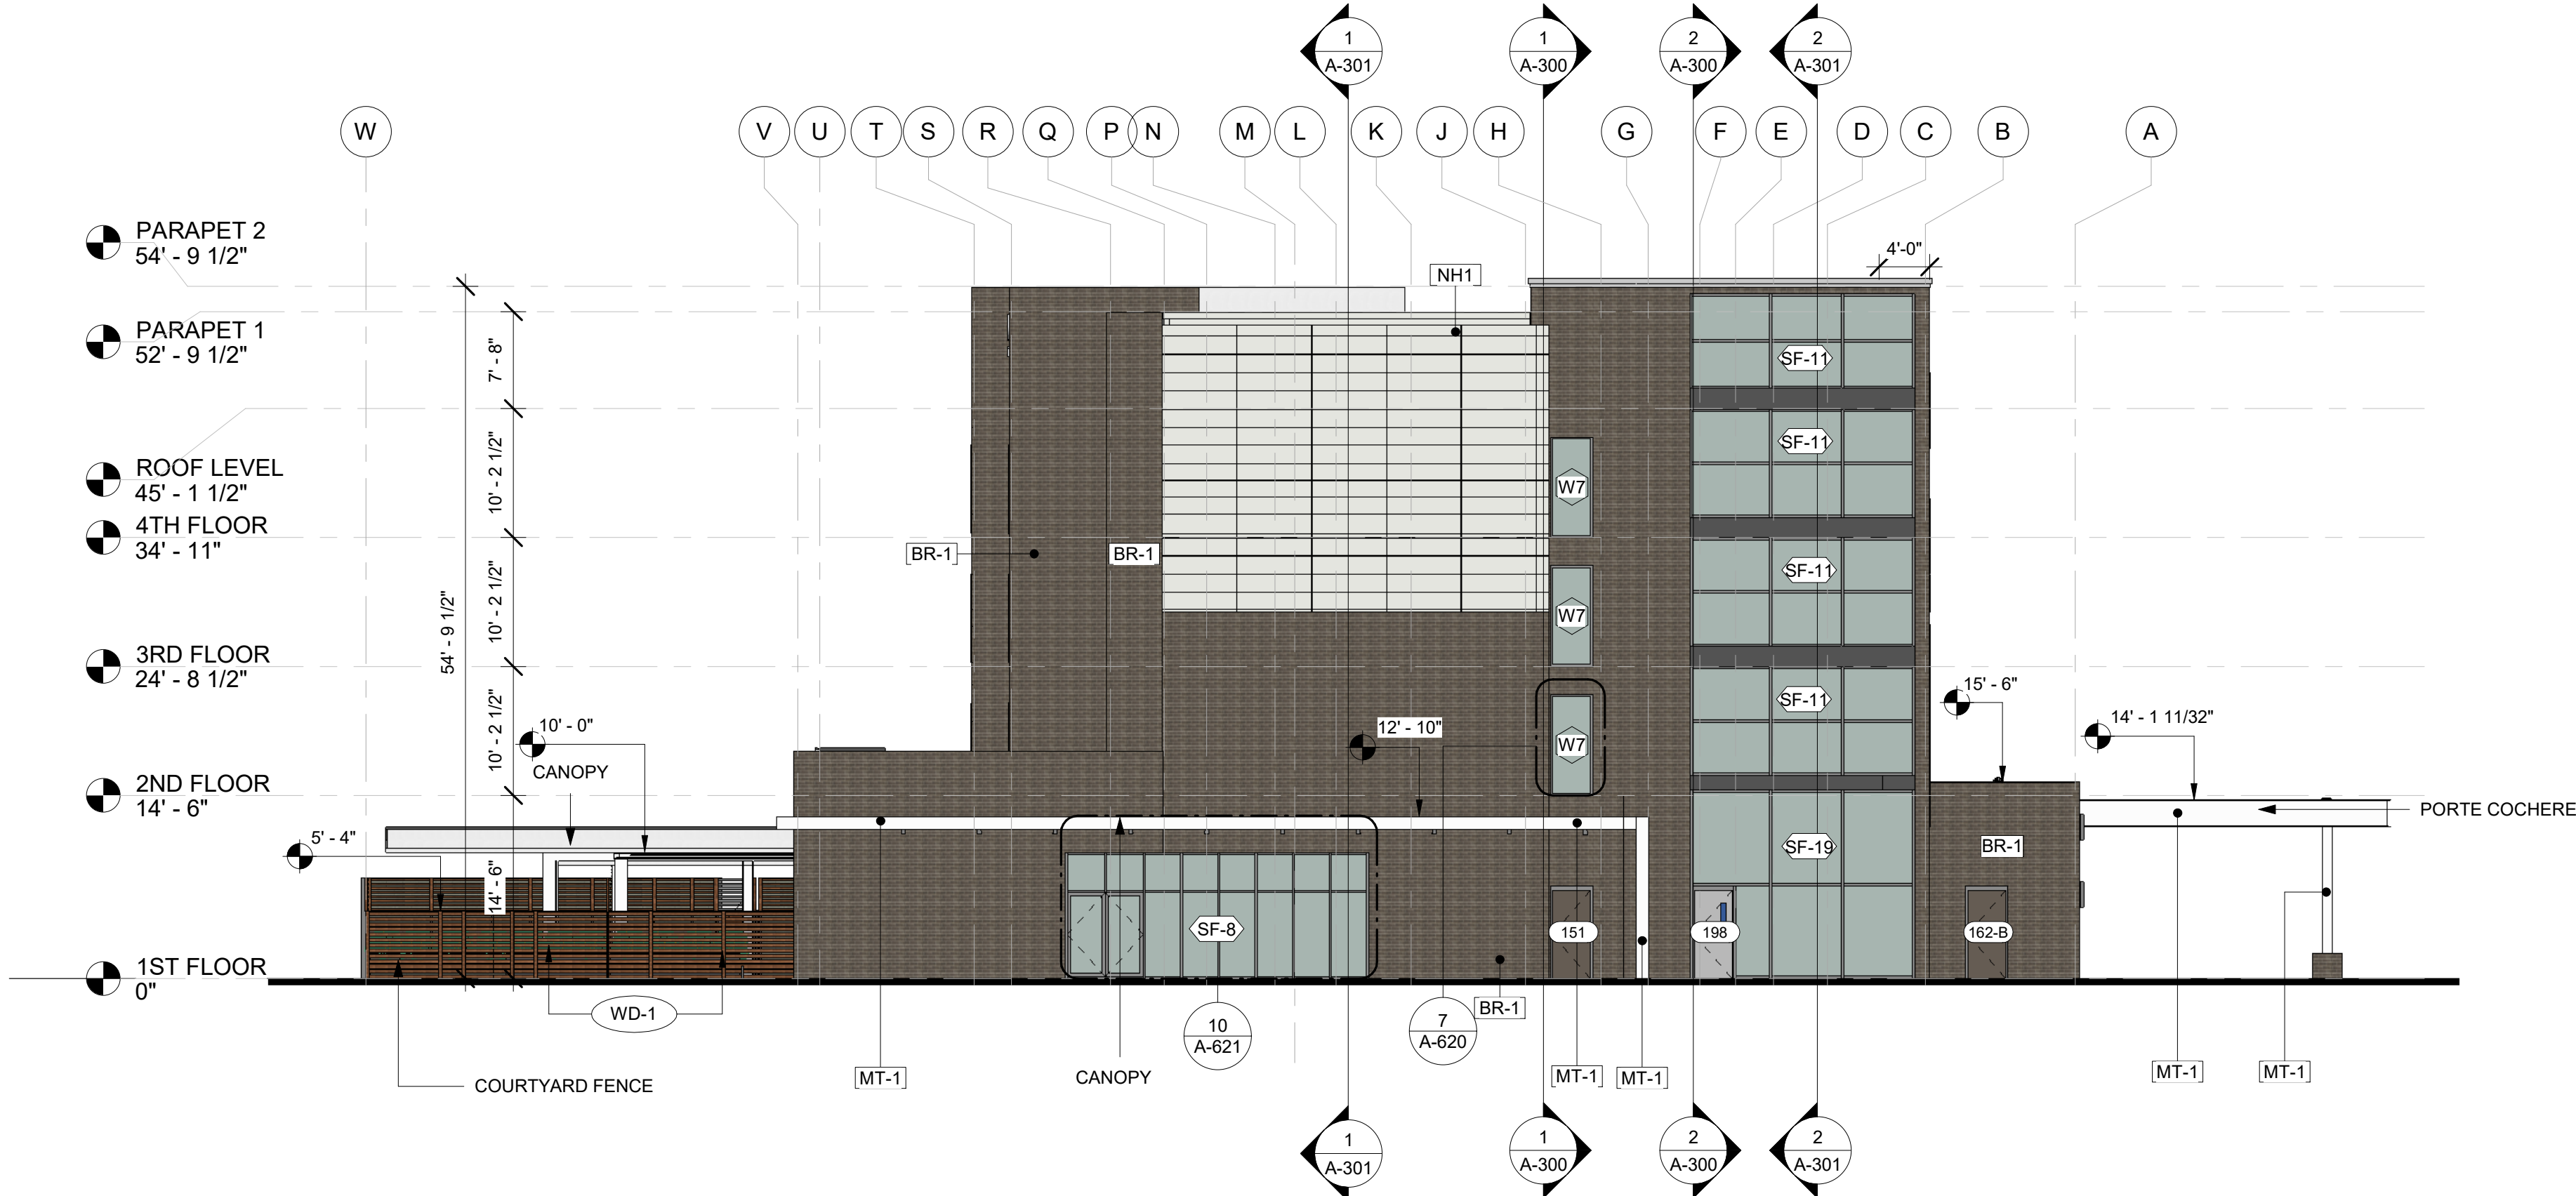 1
A-301
1
A-300
2
A-300
2
A-301
W
V
U
T
S
R
Q
P
N
M
L
K
J
H
G
F
E
D
C
B
A
PARAPET 2
54' - 9 1/2"
4'-0"
NH1
PARAPET 1
52' - 9 1/2"
7' - 8"
SF-11
ROOF LEVEL
45' - 1 1/2"
10' - 2 1/2"
SF-11
W7
4TH FLOOR
34' - 11"
BR-1
BR-1
SF-11
54' - 9 1/2"
10' - 2 1/2"
W7
3RD FLOOR
24' - 8 1/2"
10' - 2 1/2"
SF-11
15' - 6"
14' - 1 11/32"
10' - 0"
12' - 10"
W7
CANOPY
2ND FLOOR
14' - 6"
PORTE COCHERE
5' - 4"
SF-19
BR-1
14' - 6"
SF-8
151
198
162-B
1ST FLOOR
0"
WD-1
10
A-621
7
A-620
BR-1
COURTYARD FENCE
MT-1
CANOPY
MT-1
MT-1
MT-1
MT-1
1
A-301
1
A-300
2
A-300
2
A-301